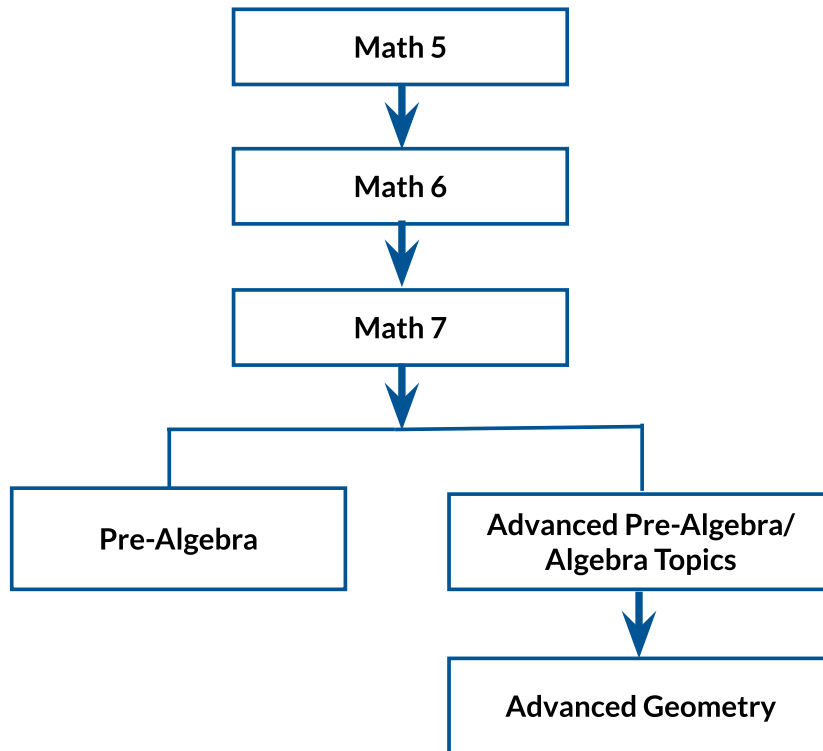 Math 5
Math 6
Math 7
Pre-Algebra
Advanced Pre-Algebra/
Algebra Topics
Advanced Geometry